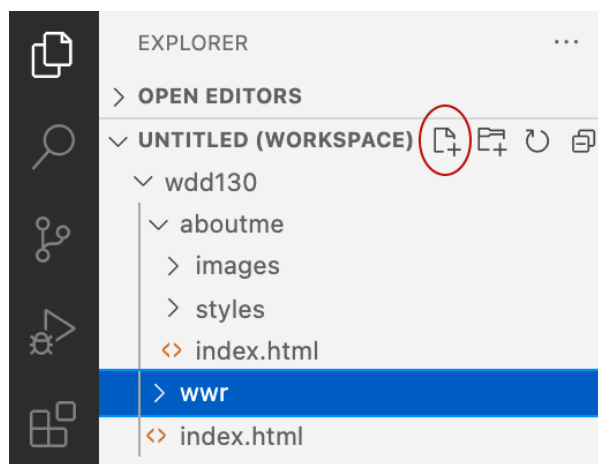 EXPLORER
OPEN EDITORS
UNTITLED (WORKSPACE)
wdd130
aboutme
images
styles
index.html
wwr
index.html